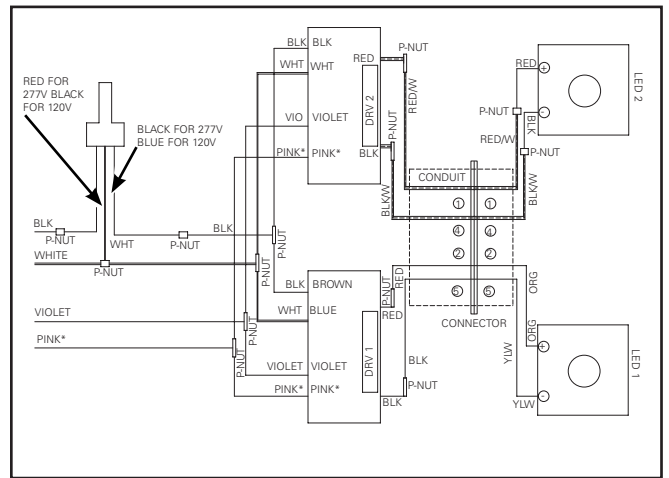 RED FOR
277V BLACK
FOR 120V
BLACK FOR 277V
BLUE FOR 120V
BLK
P-NUT
WHT
P-NUT
BLK
WHITE
P-NUT
VIOLET
PINK*
BLK BLK
WHT WHT
VIO VIOLET
PINK* PINK*
RED
DRV 2
BLK
P-NUT
P-NUT
RED/W
BLK/W
P-NUT
P-NUT
P-NUT
P-NUT
BLK BROWN
WHT BLUE
VIOLET VIOLET
PINK* PINK*
DRV 1
RED
P-NUT
RED
BLK
P-NUT
BLK
CONDUIT
1 1
4 4
2 2
5 5
CONNECTOR
RED
+
-
P-NUT
RED/W
BLK
P-NUT
BLK/W
LED 2
ORG
ORG
YLW
+
-
YLW
LED 1